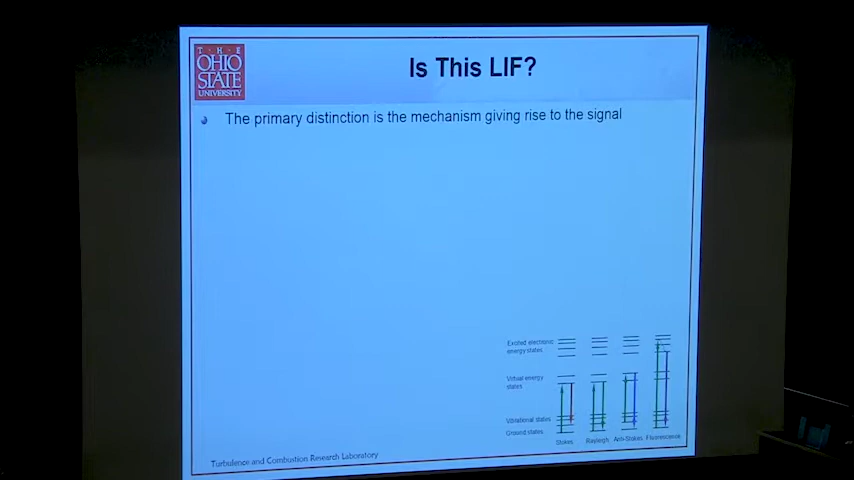 T · H · E
OHIO
STATE
UNIVERSITY
Is This LIF?
The primary distinction is the mechanism giving rise to the signal
Excited electronic
energy states
Virtual energy
states
Vibrational states
Ground states
Stokes
Rayleigh
Anti-Stokes
Fluorescence
Turbulence and Combustion Research Laboratory